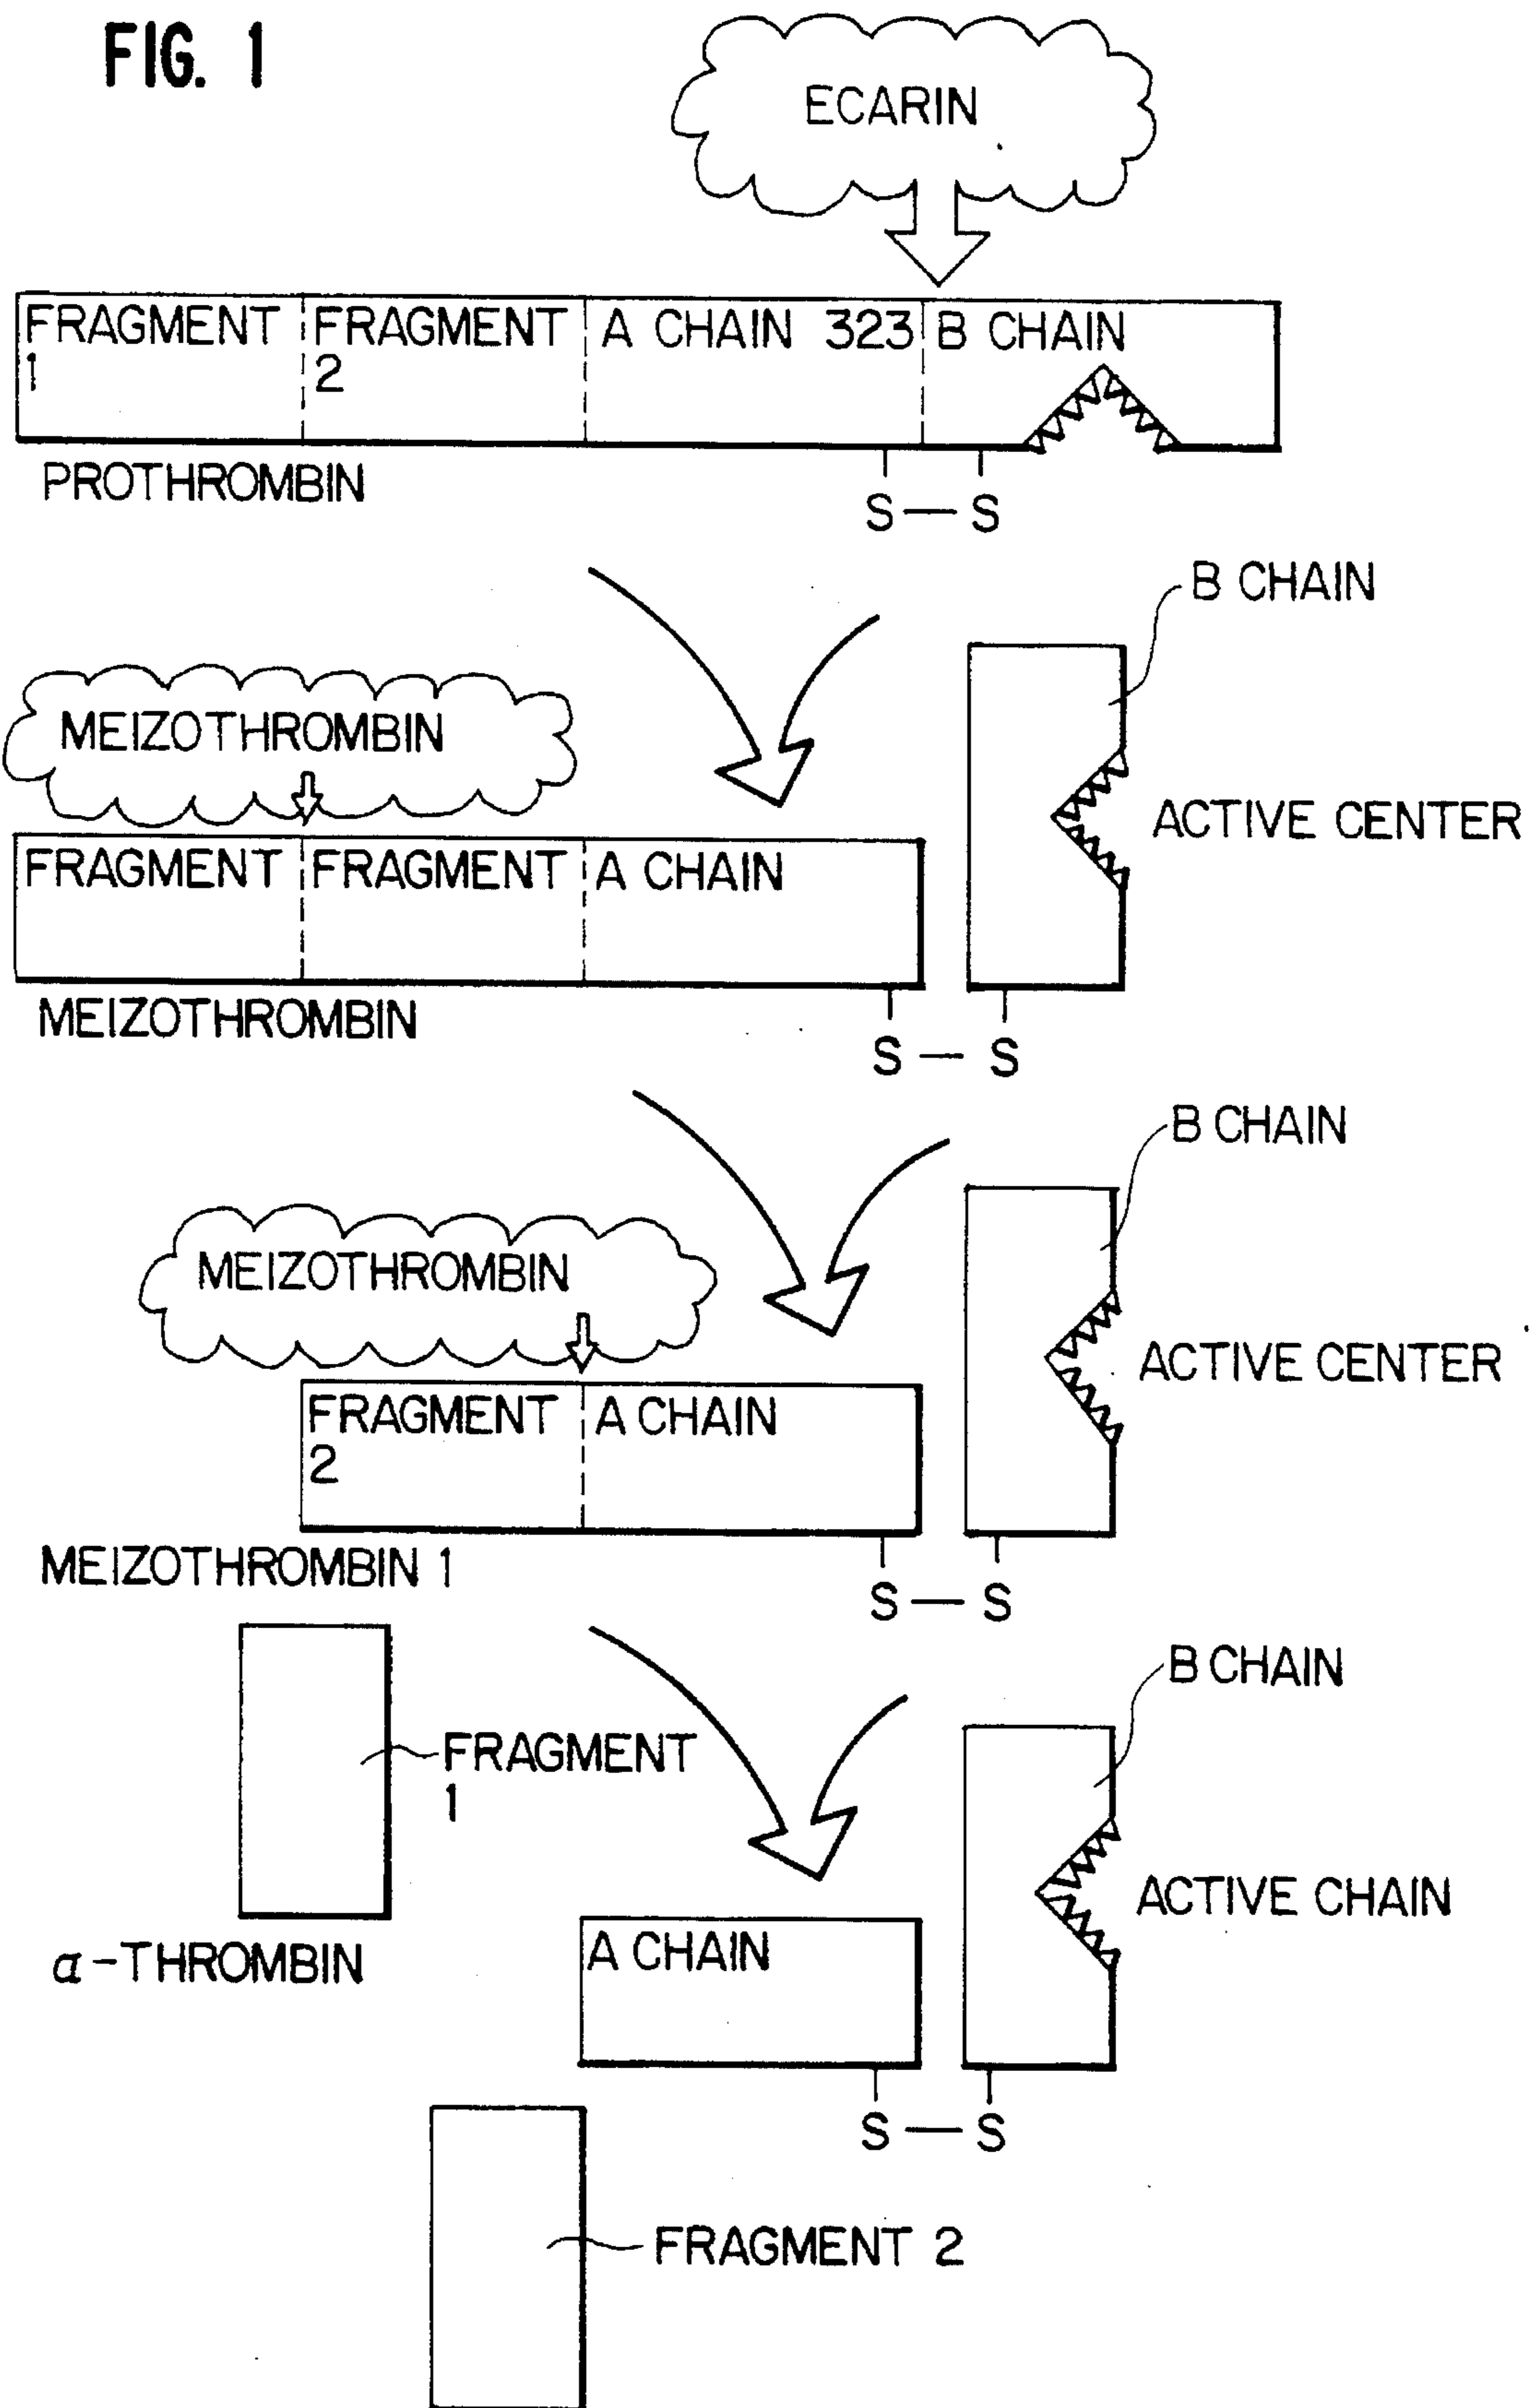 FIG. 1
ECARIN
FRAGMENT
1
FRAGMENT
2
A CHAIN 323
B CHAIN
PROTHROMBIN
S — S
B CHAIN
MEIZOTHROMBIN
ACTIVE CENTER
FRAGMENT
FRAGMENT
A CHAIN
MEIZOTHROMBIN
S — S
B CHAIN
MEIZOTHROMBIN
ACTIVE CENTER
FRAGMENT
2
A CHAIN
MEIZOTHROMBIN 1
S — S
B CHAIN
FRAGMENT
1
ACTIVE CHAIN
α-THROMBIN
A CHAIN
S — S
FRAGMENT 2